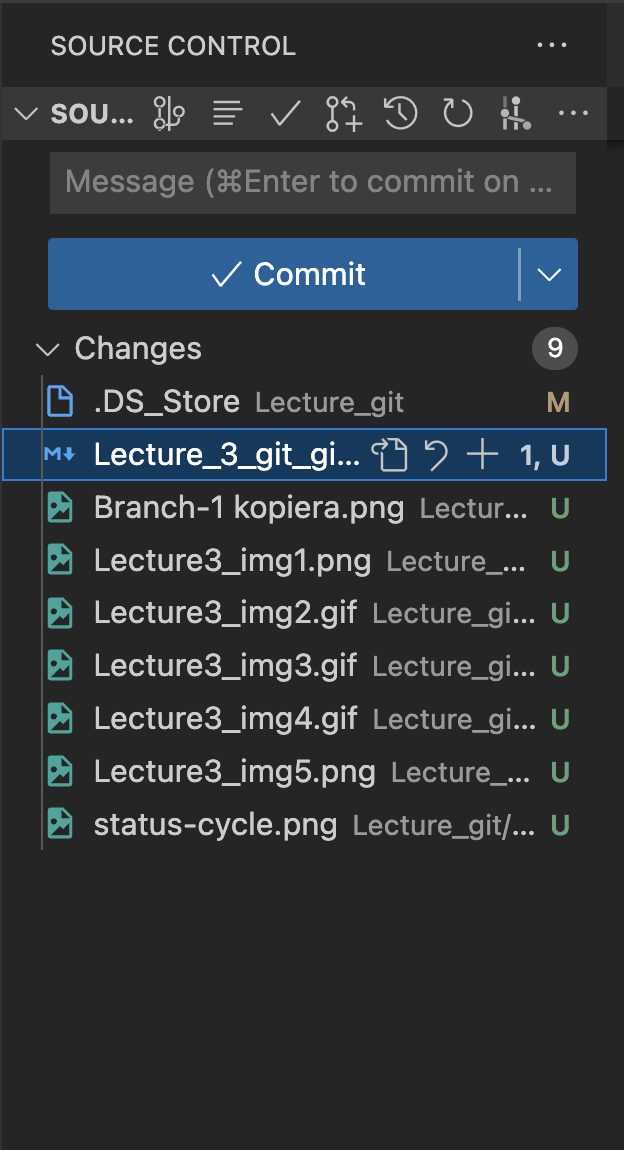 SOURCE CONTROL ...
SOU... ...
Message (⌘Enter to commit on ...
Commit
Changes 9
.DS_Store Lecture_git M
M Lecture_3_git_gi... 1, U
Branch-1 kopiera.png Lectur... U
Lecture3_img1.png Lecture_... U
Lecture3_img2.gif Lecture_gi... U
Lecture3_img3.gif Lecture_gi... U
Lecture3_img4.gif Lecture_gi... U
Lecture3_img5.png Lecture_... U
status-cycle.png Lecture_git/... U